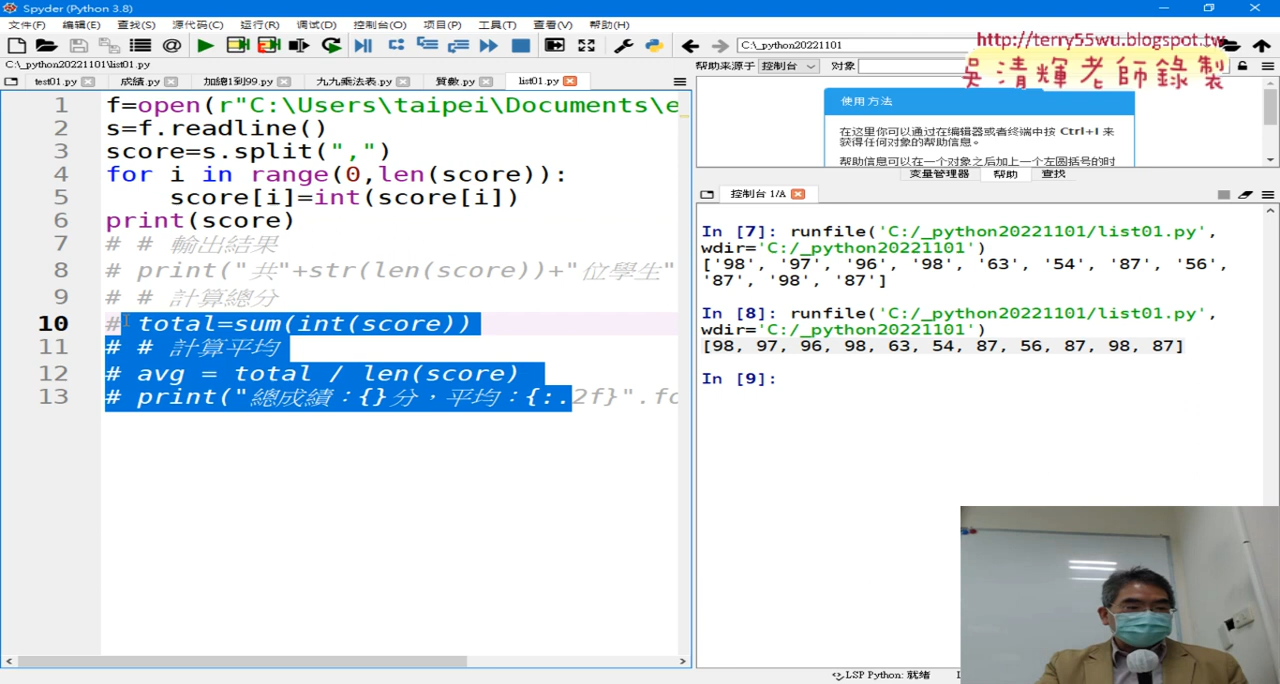 Spyder (Python 3.8)
文件(F) 编辑(E) 查找(S) 源代码(C) 运行(R) 调试(D) 控制台(O) 项目(P) 工具(T) 查看(V) 帮助(H)
C:\_python20221101
http://terry55wu.blogspot.tw
吳清輝老師錄製
C:\_python20221101\list01.py
帮助来源于 控制台 对象
test01.py 成績.py 加總1到99.py 九九乘法表.py 質數.py list01.py
1 f=open(r"C:\Users\taipei\Documents\e
2 s=f.readline()
3 score=s.split(",")
4 for i in range(0,len(score)):
5 score[i]=int(score[i])
6 print(score)
7 # # 輸出結果
8 # print("共"+str(len(score))+"位學生"
9 # # 計算總分
10 # total=sum(int(score))
11 # # 計算平均
12 # avg = total / len(score)
13 # print("總成績：{}分，平均：{:.2f}".fo
使用方法
在这里你可以通过在编辑器或者终端中按 Ctrl+I 来
获得任何对象的帮助信息。
帮助信息可以在一个对象之后加上一个左圆括号的时
变量管理器 帮助 查找
控制台 1/A
In [7]: runfile('C:/_python20221101/list01.py',
wdir='C:/_python20221101')
['98', '97', '96', '98', '63', '54', '87', '56',
'87', '98', '87']
In [8]: runfile('C:/_python20221101/list01.py',
wdir='C:/_python20221101')
[98, 97, 96, 98, 63, 54, 87, 56, 87, 98, 87]
In [9]:
LSP Python: 就绪